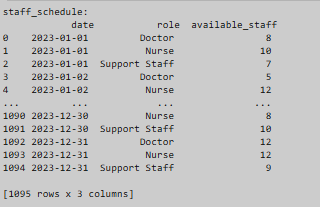 staff_schedule:
date role available_staff
0 2023-01-01 Doctor 8
1 2023-01-01 Nurse 10
2 2023-01-01 Support Staff 7
3 2023-01-02 Doctor 5
4 2023-01-02 Nurse 12
... ... ... ...
1090 2023-12-30 Nurse 8
1091 2023-12-30 Support Staff 10
1092 2023-12-31 Doctor 12
1093 2023-12-31 Nurse 12
1094 2023-12-31 Support Staff 9
[1095 rows x 3 columns]